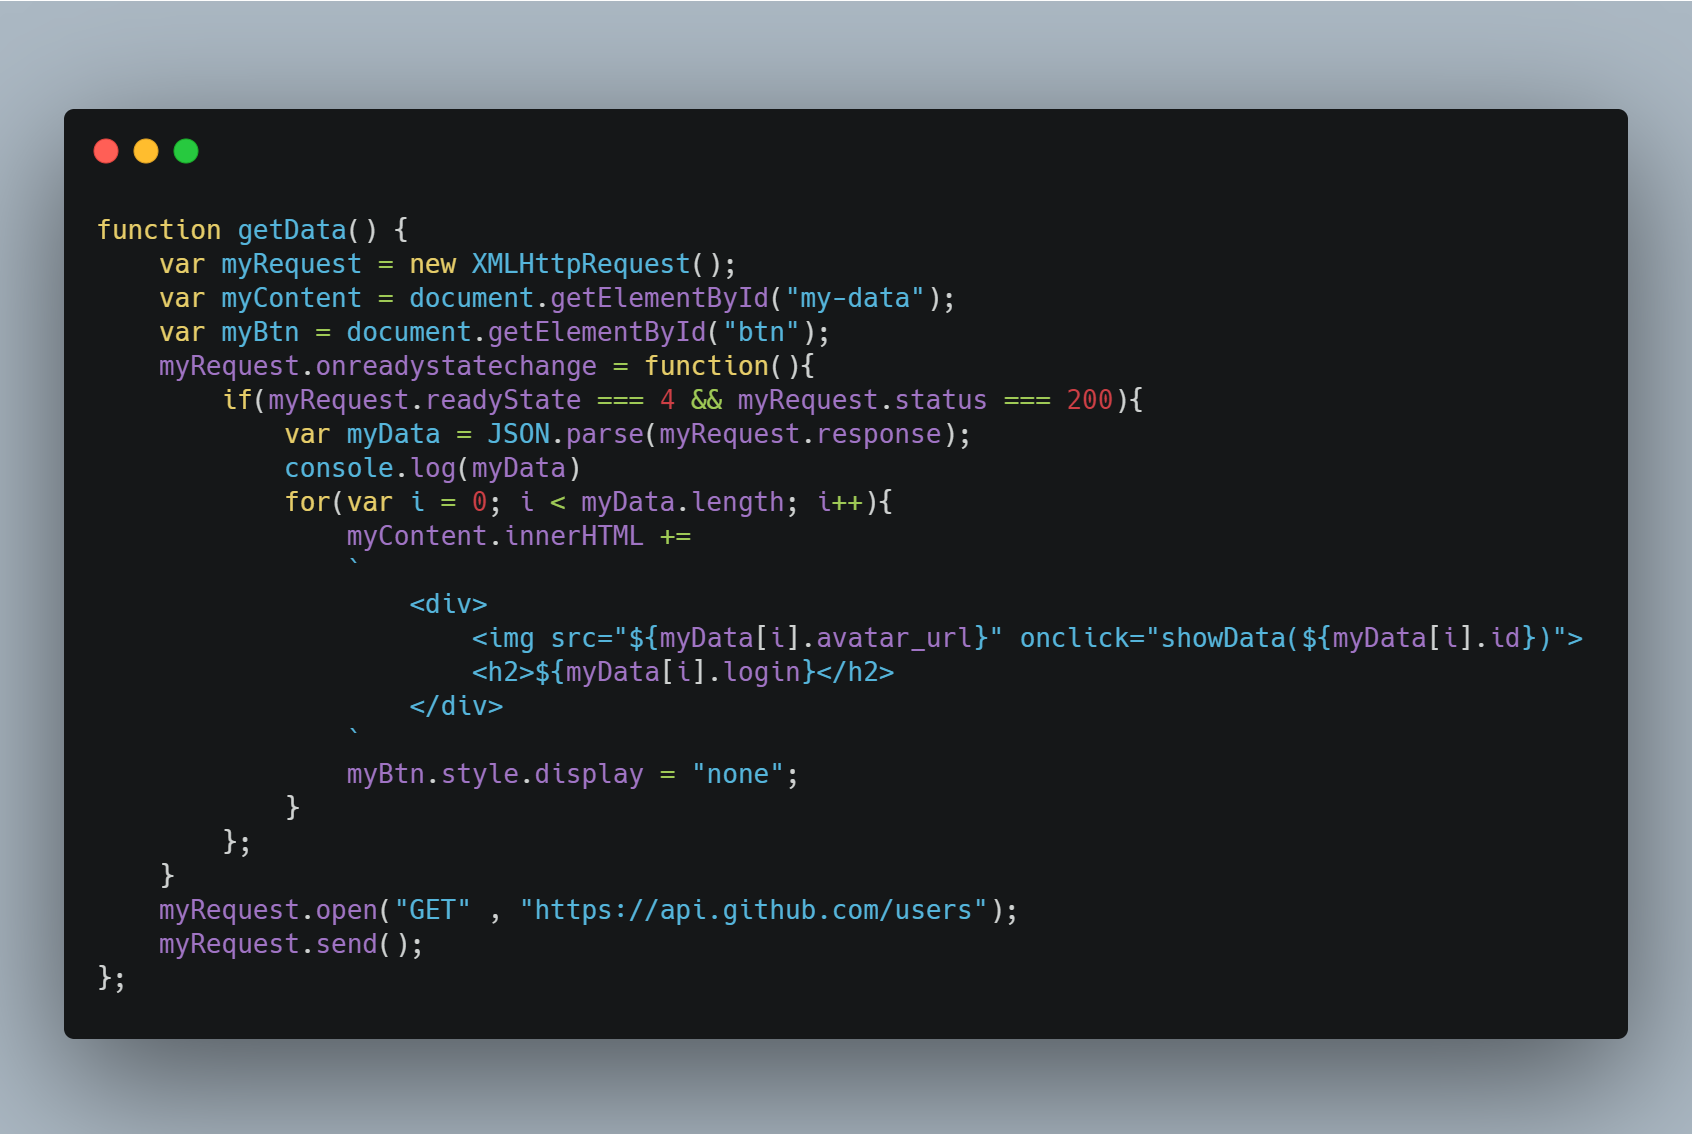 function getData() {
    var myRequest = new XMLHttpRequest();
    var myContent = document.getElementById("my-data");
    var myBtn = document.getElementById("btn");
    myRequest.onreadystatechange = function(){
        if(myRequest.readyState === 4 && myRequest.status === 200){
            var myData = JSON.parse(myRequest.response);
            console.log(myData)
            for(var i = 0; i < myData.length; i++){
                myContent.innerHTML +=
                `
                    <div>
                        <img src="${myData[i].avatar_url}" onclick="showData(${myData[i].id})">
                        <h2>${myData[i].login}</h2>
                    </div>
                `
                myBtn.style.display = "none";
            }
        };
    }
    myRequest.open("GET" , "https://api.github.com/users");
    myRequest.send();
};